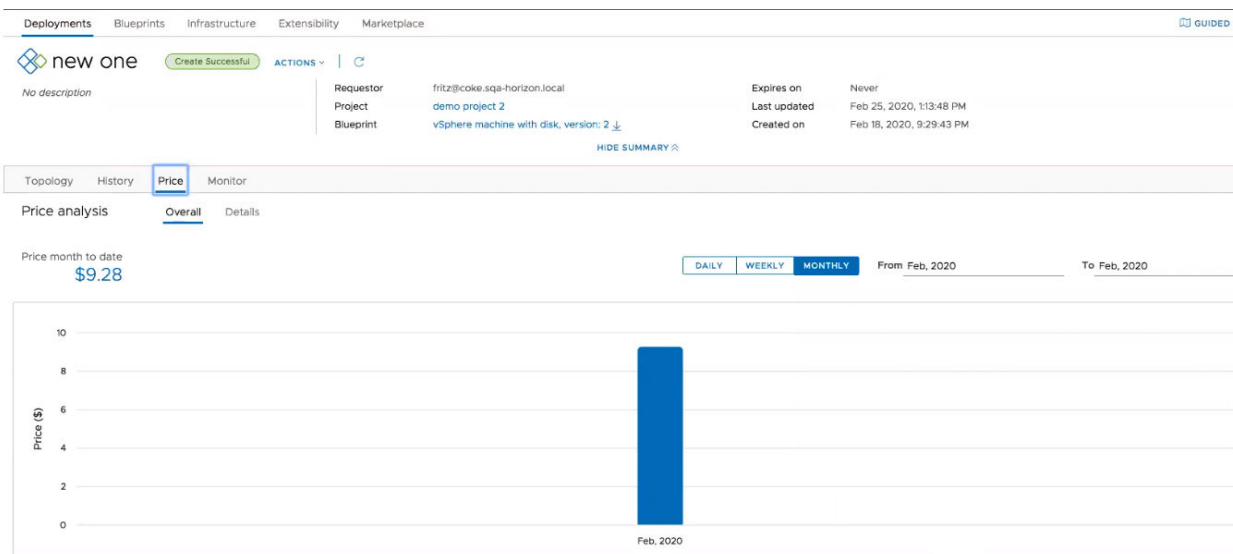 Deployments Blueprints Infrastructure Extensibility Marketplace GUIDED
new one Create Successful ACTIONS
No description
Requestor fritz@coke.sqa-horizon.local Expires on Never
Project demo project 2 Last updated Feb 25, 2020, 1:13:48 PM
Blueprint vSphere machine with disk, version: 2 Created on Feb 18, 2020, 9:29:43 PM
HIDE SUMMARY
Topology History Price Monitor
Price analysis Overall Details
Price month to date
$9.28
DAILY WEEKLY MONTHLY From Feb, 2020 To Feb, 2020
Price ($)
10
8
6
4
2
0
Feb, 2020